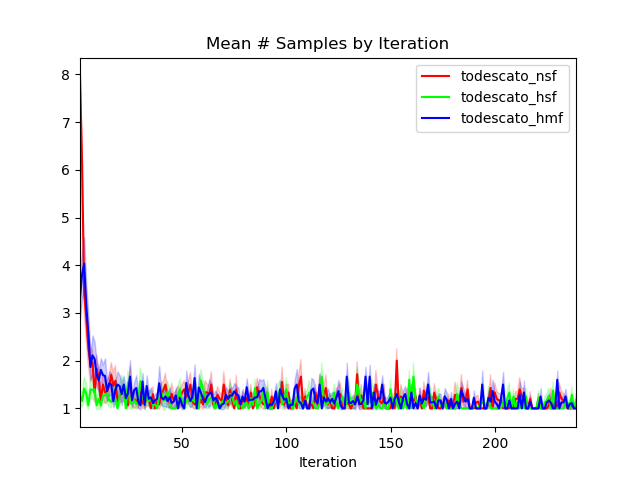 Mean # Samples by Iteration
todescato_nsf
todescato_hsf
todescato_hmf
8
7
6
5
4
3
2
1
50 100 150 200
Iteration